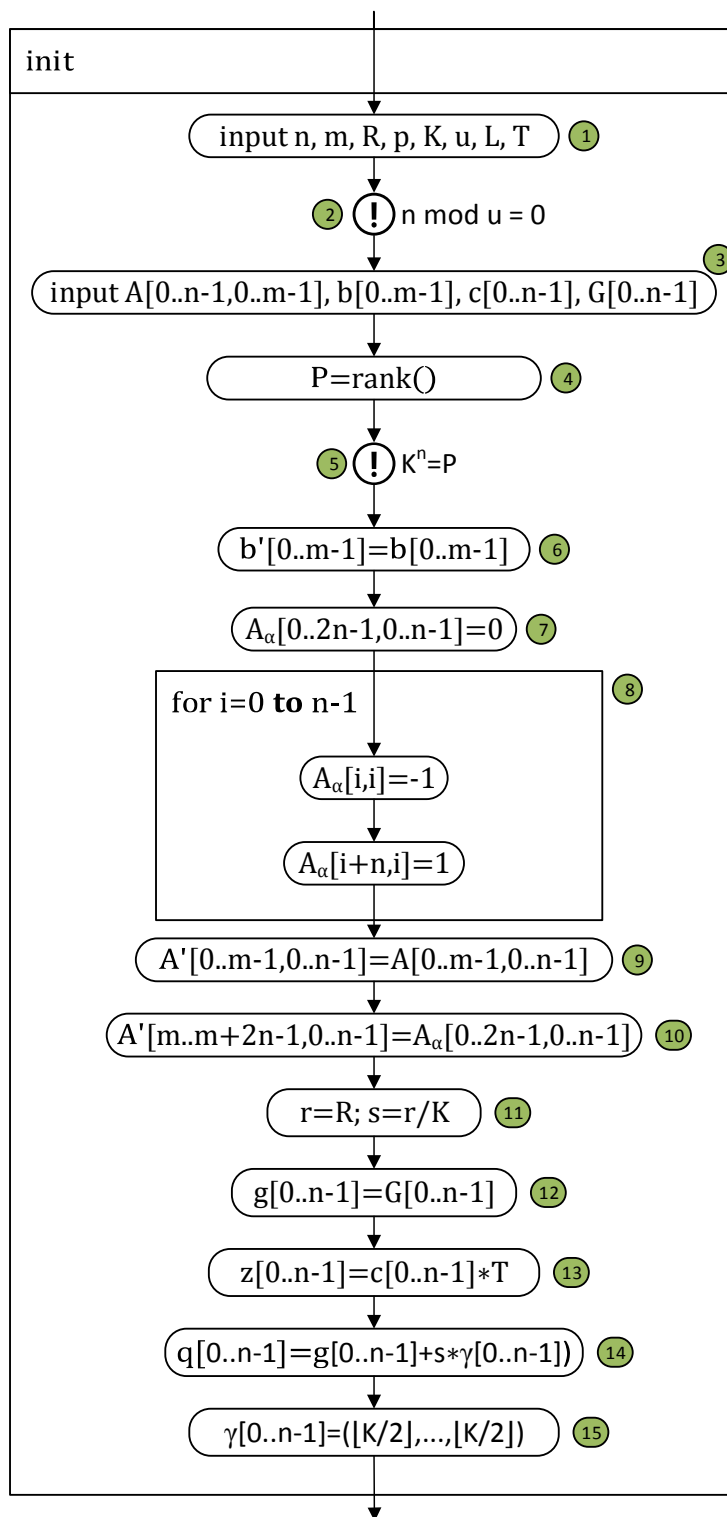 init
input n, m, R, p, K, u, L, T 1
2 ! n mod u = 0
3
input A[0..n-1,0..m-1], b[0..m-1], c[0..n-1], G[0..n-1]
P=rank() 4
5 ! Kⁿ=P
b'[0..m-1]=b[0..m-1] 6
Aα[0..2n-1,0..n-1]=0 7
for i=0 to n-1 8
Aα[i,i]=-1
Aα[i+n,i]=1
A'[0..m-1,0..n-1]=A[0..m-1,0..n-1] 9
A'[m..m+2n-1,0..n-1]=Aα[0..2n-1,0..n-1] 10
r=R; s=r/K 11
g[0..n-1]=G[0..n-1] 12
z[0..n-1]=c[0..n-1]*T 13
q[0..n-1]=g[0..n-1]+s*γ[0..n-1]) 14
γ[0..n-1]=(⌊K/2⌋,...,⌊K/2⌋) 15